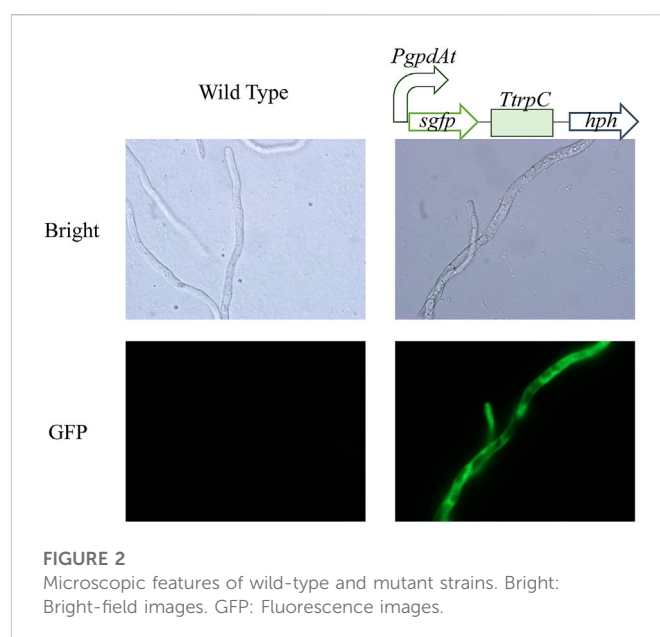 PgpdAt
Wild Type
TtrpC
sgfp
hph
Bright
GFP
FIGURE 2
Microscopic features of wild-type and mutant strains. Bright:
Bright-field images. GFP: Fluorescence images.